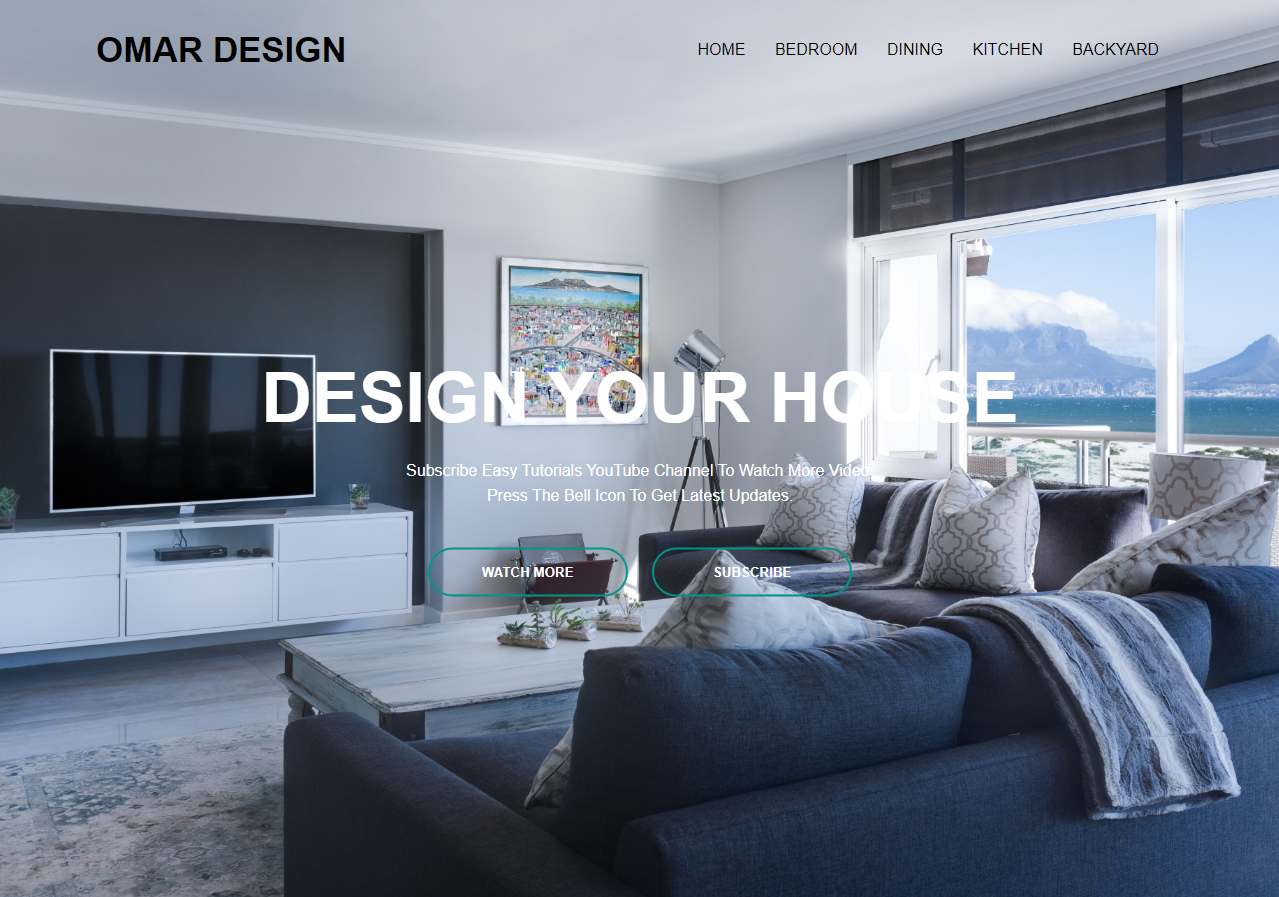 OMAR DESIGN
HOME BEDROOM DINING KITCHEN BACKYARD
DESIGN YOUR HOUSE
Subscribe Easy Tutorials YouTube Channel To Watch More Video,
Press The Bell Icon To Get Latest Updates.
WATCH MORE SUBSCRIBE